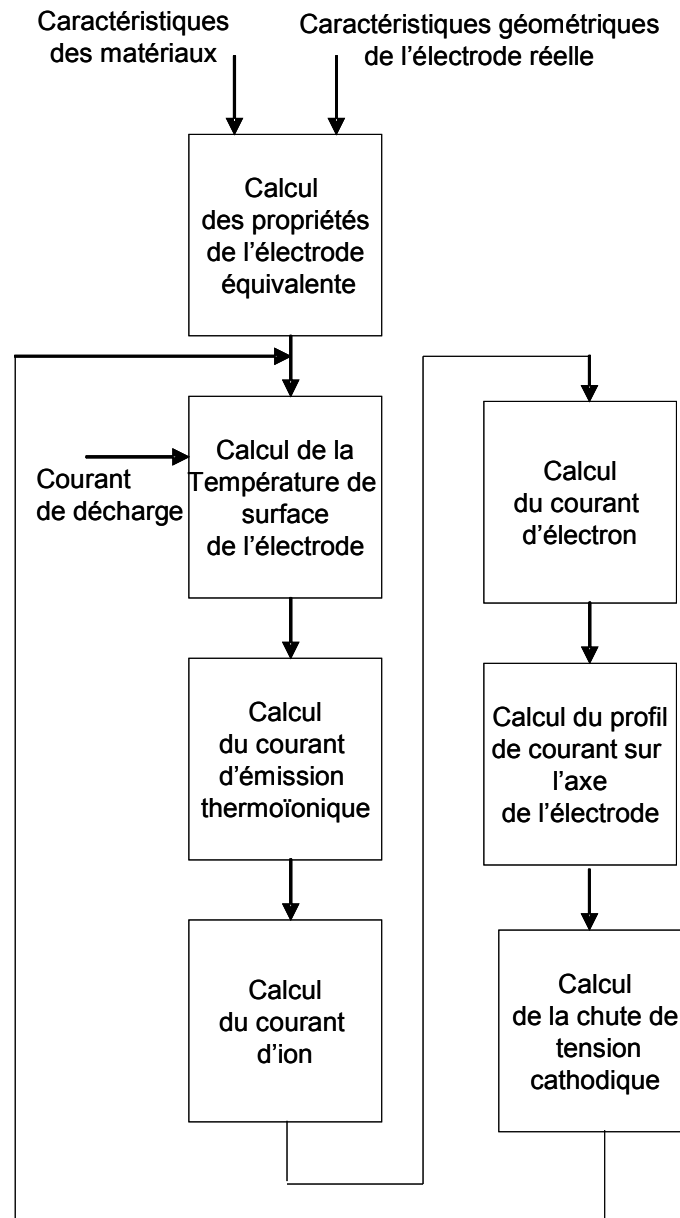 Caractéristiques
des matériaux
Caractéristiques géométriques
de l'électrode réelle
Calcul
des propriétés
de l'électrode
équivalente
Courant
de décharge
Calcul de la
Température de
surface
de l'électrode
Calcul
du courant
d'émission
thermoïonique
Calcul
du courant
d'ion
Calcul
du courant
d'électron
Calcul du profil
de courant sur
l'axe
de l'électrode
Calcul
de la chute de
tension
cathodique